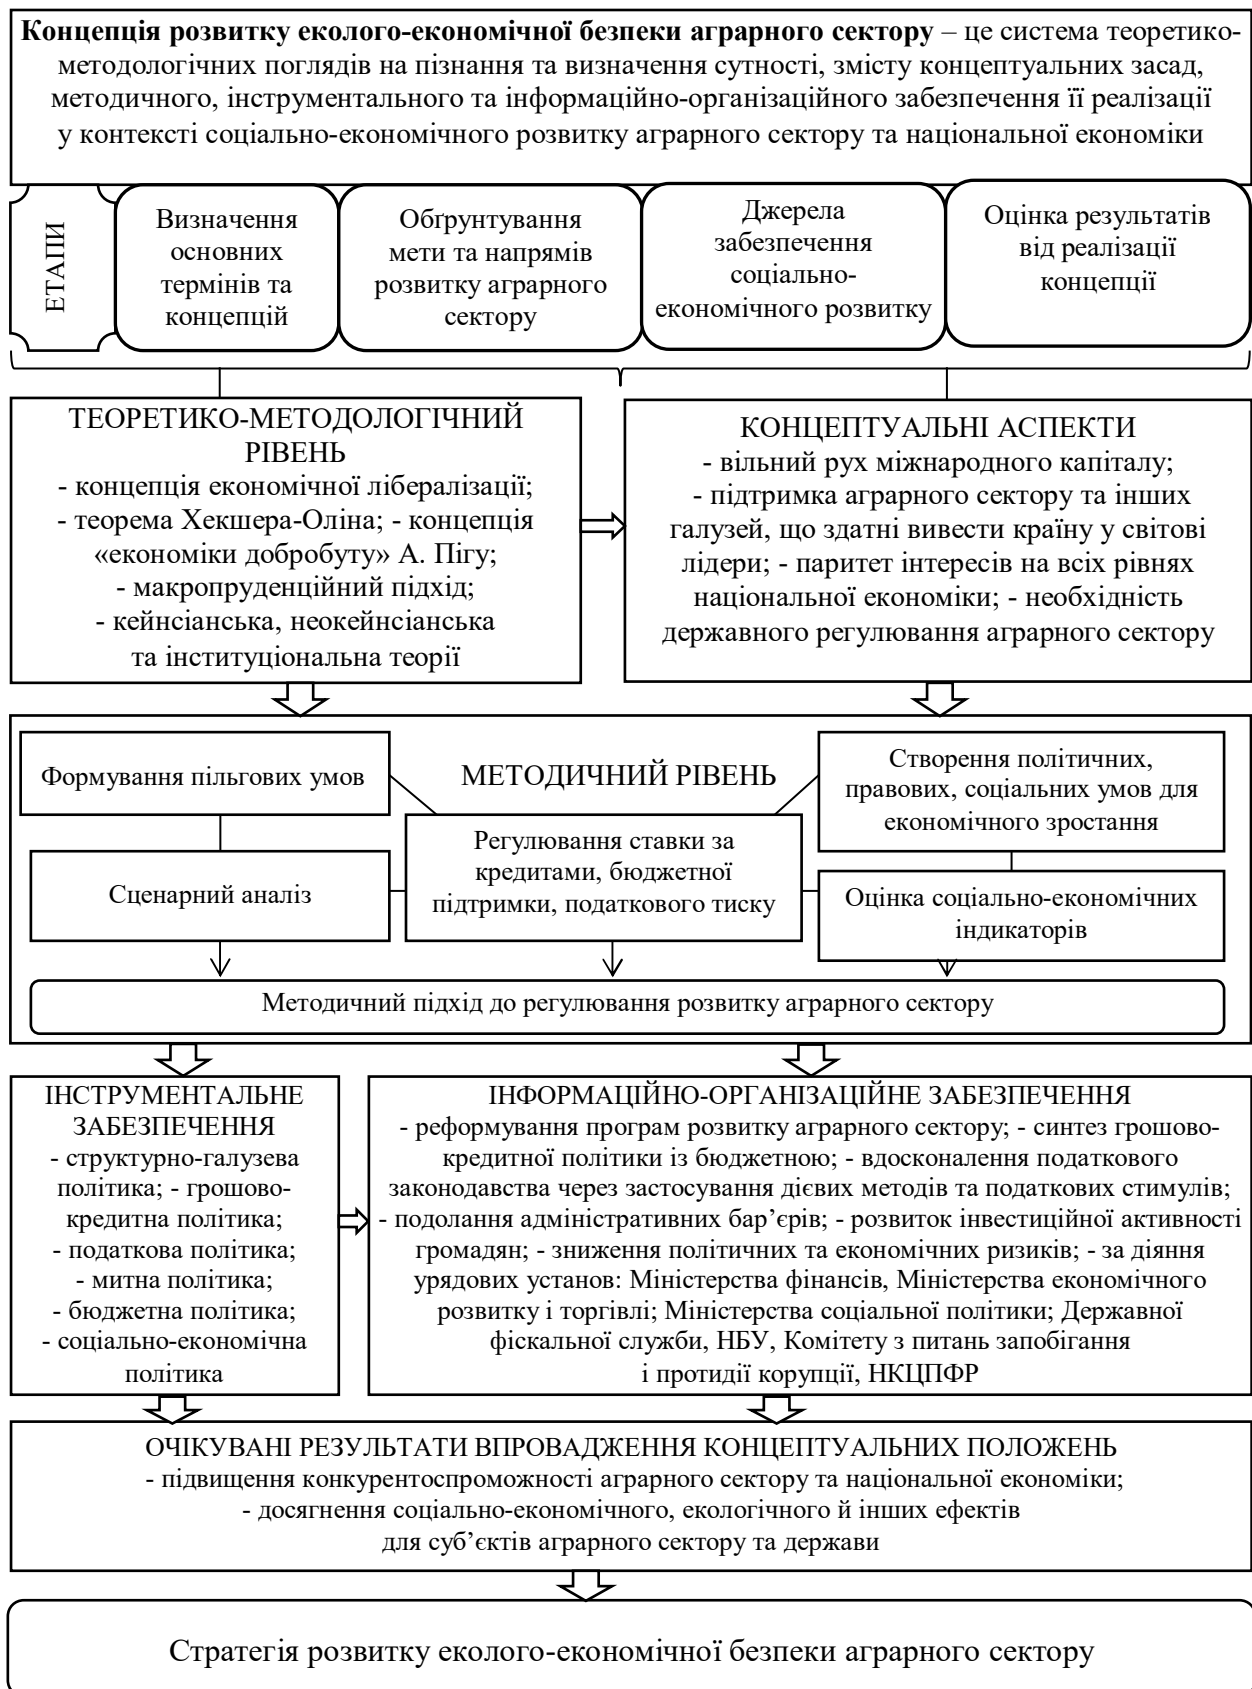 Концепція розвитку еколого-економічної безпеки аграрного сектору – це система теоретико-
методологічних поглядів на пізнання та визначення сутності, змісту концептуальних засад,
методичного, інструментального та інформаційно-організаційного забезпечення її реалізації
у контексті соціально-економічного розвитку аграрного сектору та національної економіки
ЕТАПИ
Визначення
основних
термінів та
концепцій
Обґрунтування
мети та напрямів
розвитку аграрного
сектору
Джерела
забезпечення
соціально-
економічного розвитку
Оцінка результатів
від реалізації
концепції
ТЕОРЕТИКО-МЕТОДОЛОГІЧНИЙ
РІВЕНЬ
- концепція економічної лібералізації;
- теорема Хекшера-Оліна; - концепція
«економіки добробуту» А. Пігу;
- макропруденційний підхід;
- кейнсіанська, неокейнсіанська
та інституціональна теорії
КОНЦЕПТУАЛЬНІ АСПЕКТИ
- вільний рух міжнародного капіталу;
- підтримка аграрного сектору та інших
галузей, що здатні вивести країну у світові
лідери; - паритет інтересів на всіх рівнях
національної економіки; - необхідність
державного регулювання аграрного сектору
МЕТОДИЧНИЙ РІВЕНЬ
Формування пільгових умов
Створення політичних,
правових, соціальних умов для
економічного зростання
Регулювання ставки за
кредитами, бюджетної
підтримки, податкового тиску
Сценарний аналіз
Оцінка соціально-економічних
індикаторів
Методичний підхід до регулювання розвитку аграрного сектору
ІНСТРУМЕНТАЛЬНЕ
ЗАБЕЗПЕЧЕННЯ
- структурно-галузева
політика; - грошово-
кредитна політика;
- податкова політика;
- митна політика;
- бюджетна політика;
- соціально-економічна
політика
ІНФОРМАЦІЙНО-ОРГАНІЗАЦІЙНЕ ЗАБЕЗПЕЧЕННЯ
- реформування програм розвитку аграрного сектору; - синтез грошово-
кредитної політики із бюджетною; - вдосконалення податкового
законодавства через застосування дієвих методів та податкових стимулів;
- подолання адміністративних бар’єрів; - розвиток інвестиційної активності
громадян; - зниження політичних та економічних ризиків; - за діяння
урядових установ: Міністерства фінансів, Міністерства економічного
розвитку і торгівлі; Міністерства соціальної політики; Державної
фіскальної служби, НБУ, Комітету з питань запобігання
і протидії корупції, НКЦПФР
ОЧІКУВАНІ РЕЗУЛЬТАТИ ВПРОВАДЖЕННЯ КОНЦЕПТУАЛЬНИХ ПОЛОЖЕНЬ
- підвищення конкурентоспроможності аграрного сектору та національної економіки;
- досягнення соціально-економічного, екологічного й інших ефектів
для суб’єктів аграрного сектору та держави
Стратегія розвитку еколого-економічної безпеки аграрного сектору